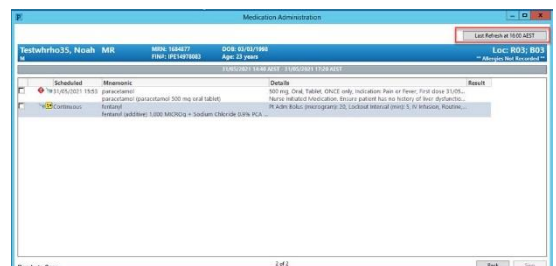 Medication Administration
Last Refresh at 16:00 AEST
Testwhrho35, Noah MR
M
MRN: 1684877
FIN#: IPE14978083
DOB: 03/03/1998
Age: 23 years
Loc: R03; B03
** Allergies Not Recorded **
31/05/2021 14:40 AEST - 31/05/2021 17:20 AEST
Scheduled Mnemonic Details Result
31/05/2021 15:53 paracetamol 500 mg, Oral, Tablet, ONCE only, Indication: Pain or Fever, First dose 31/05...
paracetamol (paracetamol 500 mg oral tablet) Nurse Initiated Medication, Ensure patient has no history of liver dysfunctio...
Continuous fentanyl Pt Adm Bolus (micrograms): 20, Lockout Interval (min): 5, IV Infusion, Routine,...
fentanyl (additive) 1,000 MICROg + Sodium Chloride 0.9% PCA ...
2 of 2
Back